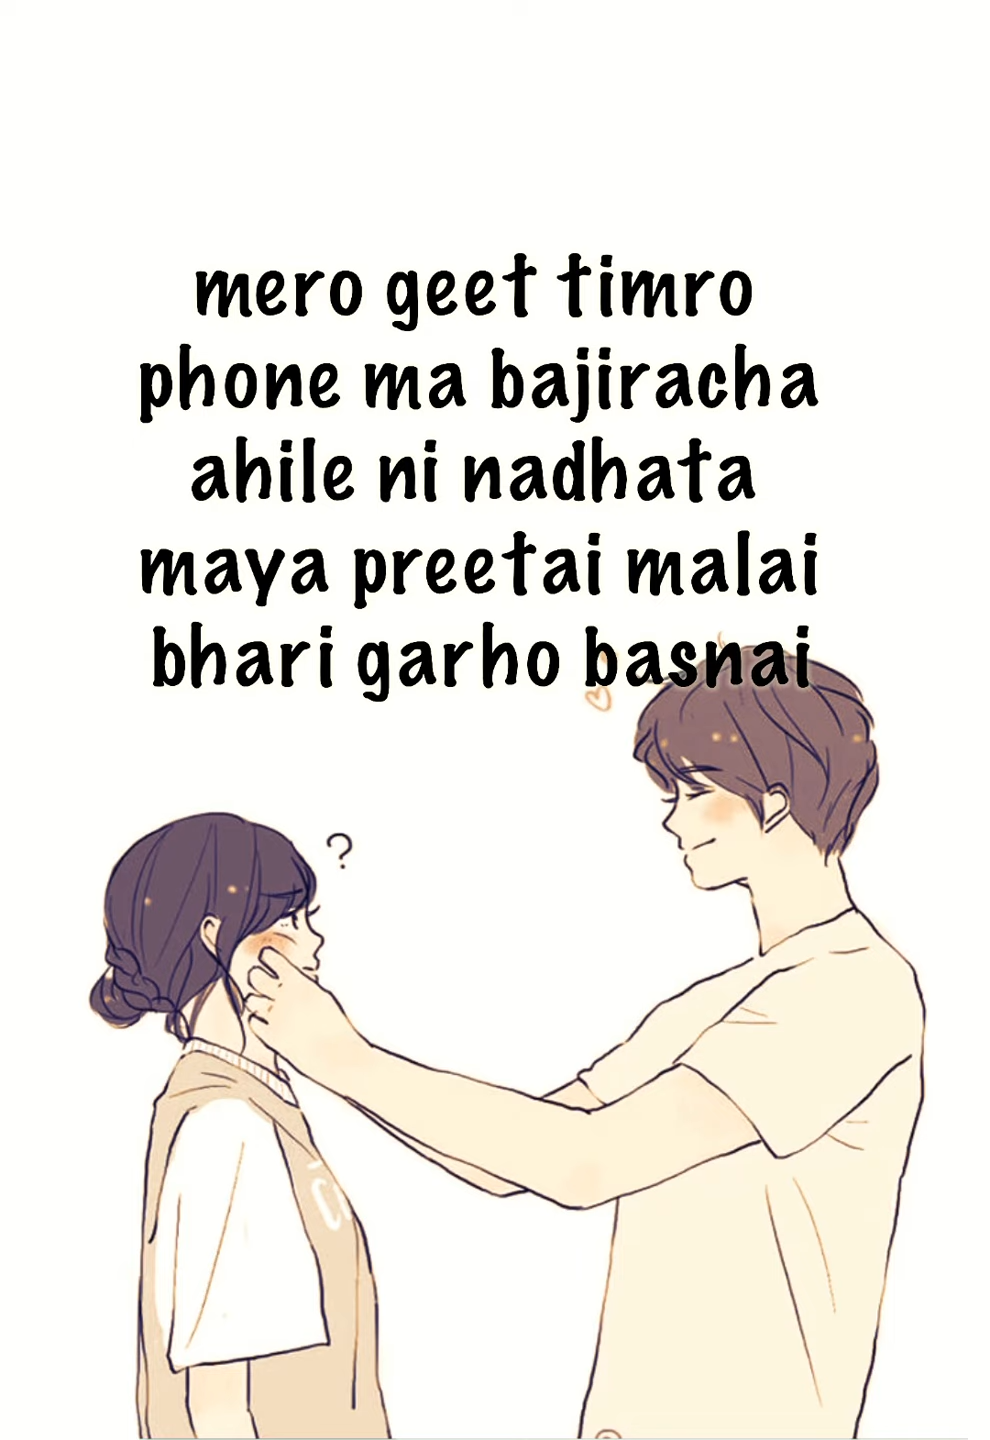 mero geet timro
phone ma bajiracha
ahile ni nadhata
maya preetai malai
bhari garho basnai
?